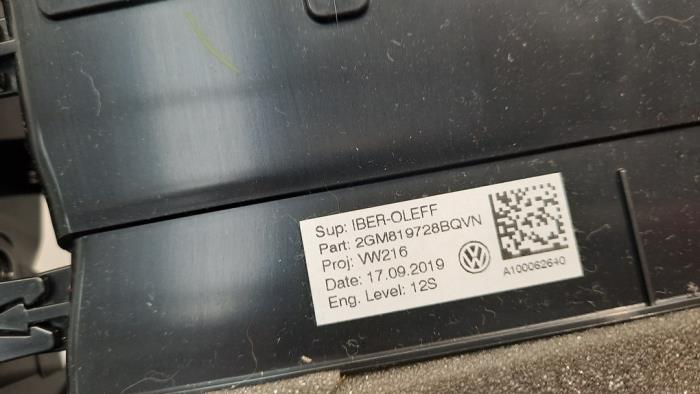 Sup: IBER-OLEFF
Part: 2GM819728BQVN
Proj: VW216
Date: 17.09.2019
Eng. Level: 12S
A100062640